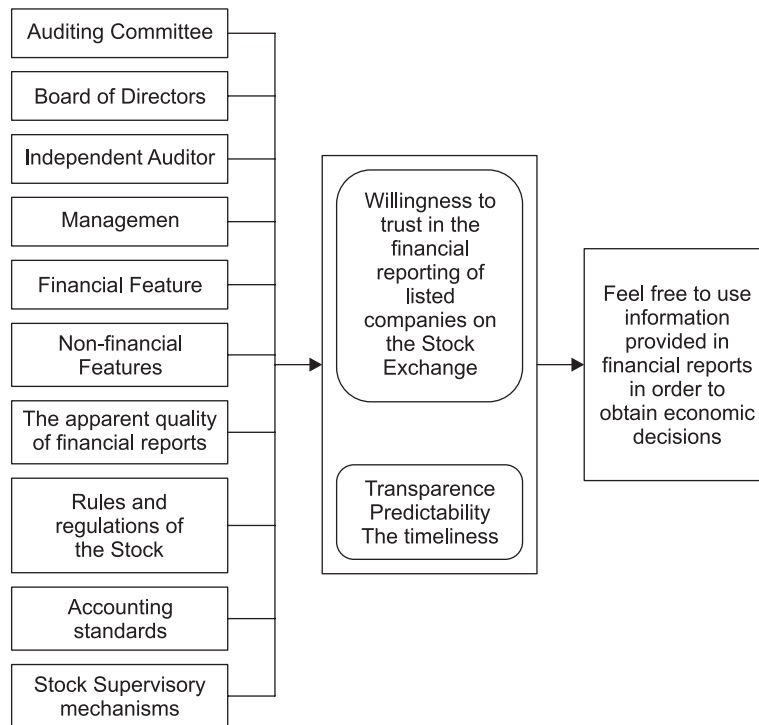 Auditing Committee
Board of Directors
Independent Auditor
Managemen
Financial Feature
Non-financial
Features
The apparent quality
of financial reports
Rules and
regulations of
the Stock
Accounting
standards
Stock Supervisory
mechanisms
Willingness to
trust in the
financial
reporting of
listed
companies on
the Stock
Exchange
Transparence
Predictability
The timeliness
Feel free to use
information
provided in
financial reports
in order to
obtain economic
decisions